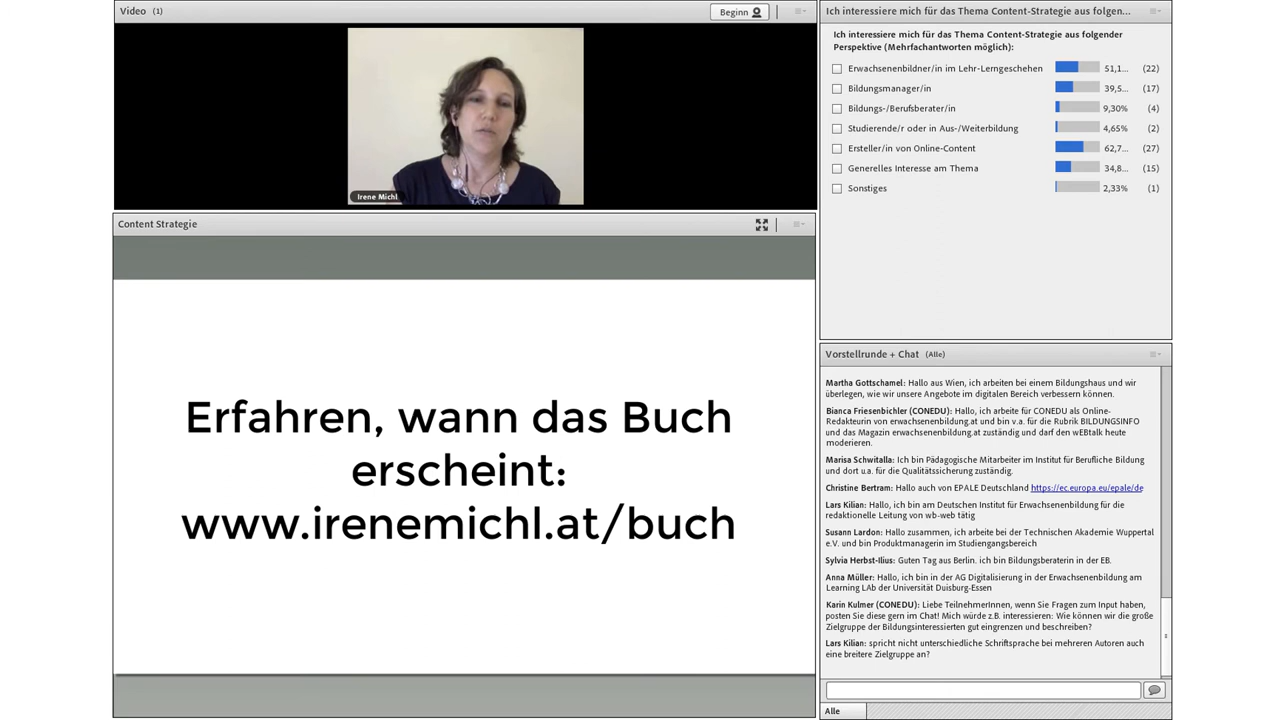 Video (1)
Beginn
Irene Michl
Content Strategie
Erfahren, wann das Buch
erscheint:
www.irenemichl.at/buch
Ich interessiere mich für das Thema Content-Strategie aus folgen...
Ich interessiere mich für das Thema Content-Strategie aus folgender
Perspektive (Mehrfachantworten möglich):
Erwachsenenbildner/in im Lehr-Lerngeschehen 51,1... (22)
Bildungsmanager/in 39,5... (17)
Bildungs-/Berufsberater/in 9,30% (4)
Studierende/r oder in Aus-/Weiterbildung 4,65% (2)
Ersteller/in von Online-Content 62,7... (27)
Generelles Interesse am Thema 34,8... (15)
Sonstiges 2,33% (1)
Vorstellrunde + Chat (Alle)
Martha Gottschamel: Hallo aus Wien, ich arbeiten bei einem Bildungshaus und wir
überlegen, wie wir unsere Angebote im digitalen Bereich verbessern können.
Bianca Friesenbichler (CONEDU): Hallo, ich arbeite für CONEDU als Online-
Redakteurin von erwachsenenbildung.at und bin v.a. für die Rubrik BILDUNGSINFO
und das Magazin erwachsenenbildung.at zuständig und darf den wEBtalk heute
moderieren.
Marisa Schwitalla: Ich bin Pädagogische Mitarbeiter im Institut für Berufliche Bildung
und dort u.a. für die Qualitätssicherung zuständig.
Christine Bertram: Hallo auch von EPALE Deutschland https://ec.europa.eu/epale/de
Lars Kilian: Hallo, ich bin am Deutschen Institut für Erwachsenenbildung für die
redaktionelle Leitung von wb-web tätig
Susann Lardon: Hallo zusammen, ich arbeite bei der Technischen Akademie Wuppertal
e.V. und bin Produktmanagerin im Studiengangsbereich
Sylvia Herbst-Ilius: Guten Tag aus Berlin. ich bin Bildungsberaterin in der EB.
Anna Müller: Hallo, ich bin in der AG Digitalisierung in der Erwachsenenbildung am
Learning LAb der Universität Duisburg-Essen
Karin Kulmer (CONEDU): Liebe TeilnehmerInnen, wenn Sie Fragen zum Input haben,
posten Sie diese gern im Chat! Mich würde z.B. interessieren: Wie können wir die große
Zielgruppe der Bildungsinteressierten gut eingrenzen und beschreiben?
Lars Kilian: spricht nicht unterschiedliche Schriftsprache bei mehreren Autoren auch
eine breitere Zielgruppe an?
Alle